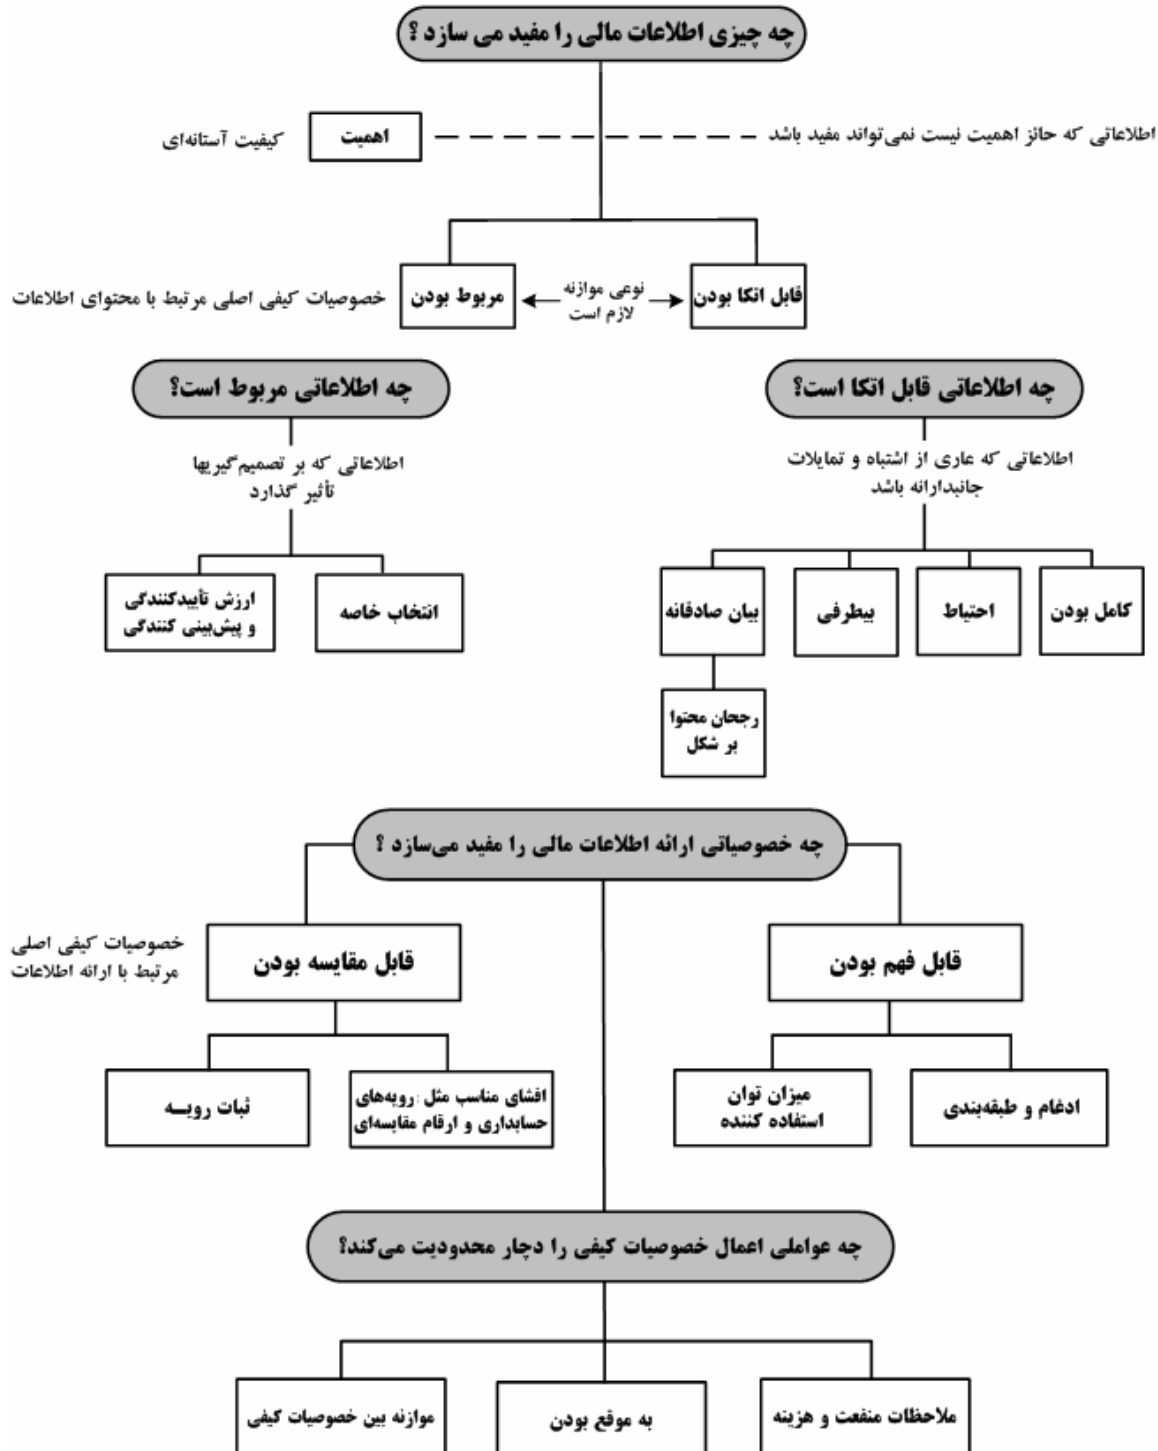 چه چیزی اطلاعات مالی را مفید می سازد ؟
اطلاعاتی که حائز اهمیت نیست نمی‌تواند مفید باشد
اهمیت
کیفیت آستانه‌ای
قابل اتکا بودن
نوعی موازنه
لازم است
مربوط بودن
خصوصیات کیفی اصلی مرتبط با محتوای اطلاعات
چه اطلاعاتی قابل اتکا است؟
اطلاعاتی که عاری از اشتباه و تمایلات
جانبدارانه باشد
کامل بودن
احتیاط
بیطرفی
بیان صادقانه
رجحان محتوا
بر شکل
چه اطلاعاتی مربوط است؟
اطلاعاتی که بر تصمیم‌گیریها
تأثیر گذارد
انتخاب خاصه
ارزش تأییدکنندگی
و پیش‌بینی کنندگی
چه خصوصیاتی ارائه اطلاعات مالی را مفید می‌سازد ؟
قابل فهم بودن
قابل مقایسه بودن
خصوصیات کیفی اصلی
مرتبط با ارائه اطلاعات
ادغام و طبقه‌بندی
میزان توان
استفاده کننده
افشای مناسب مثل : رویه‌های
حسابداری و ارقام مقایسه‌ای
ثبات رویــه
چه عواملی اعمال خصوصیات کیفی را دچار محدودیت می‌کند؟
ملاحظات منفعت و هزینه
به موقع بودن
موازنه بین خصوصیات کیفی